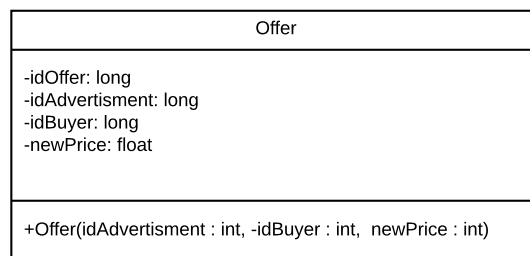 Offer
-idOffer: long
-idAdvertisment: long
-idBuyer: long
-newPrice: float
+Offer(idAdvertisment : int, -idBuyer : int,  newPrice : int)